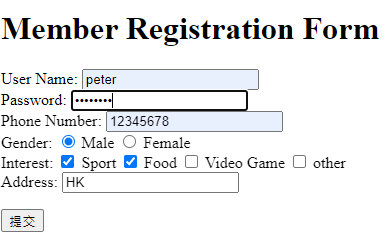 Member Registration Form
User Name: peter
Password: ••••••••
Phone Number: 12345678
Gender: Male Female
Interest: Sport Food Video Game other
Address: HK
提交